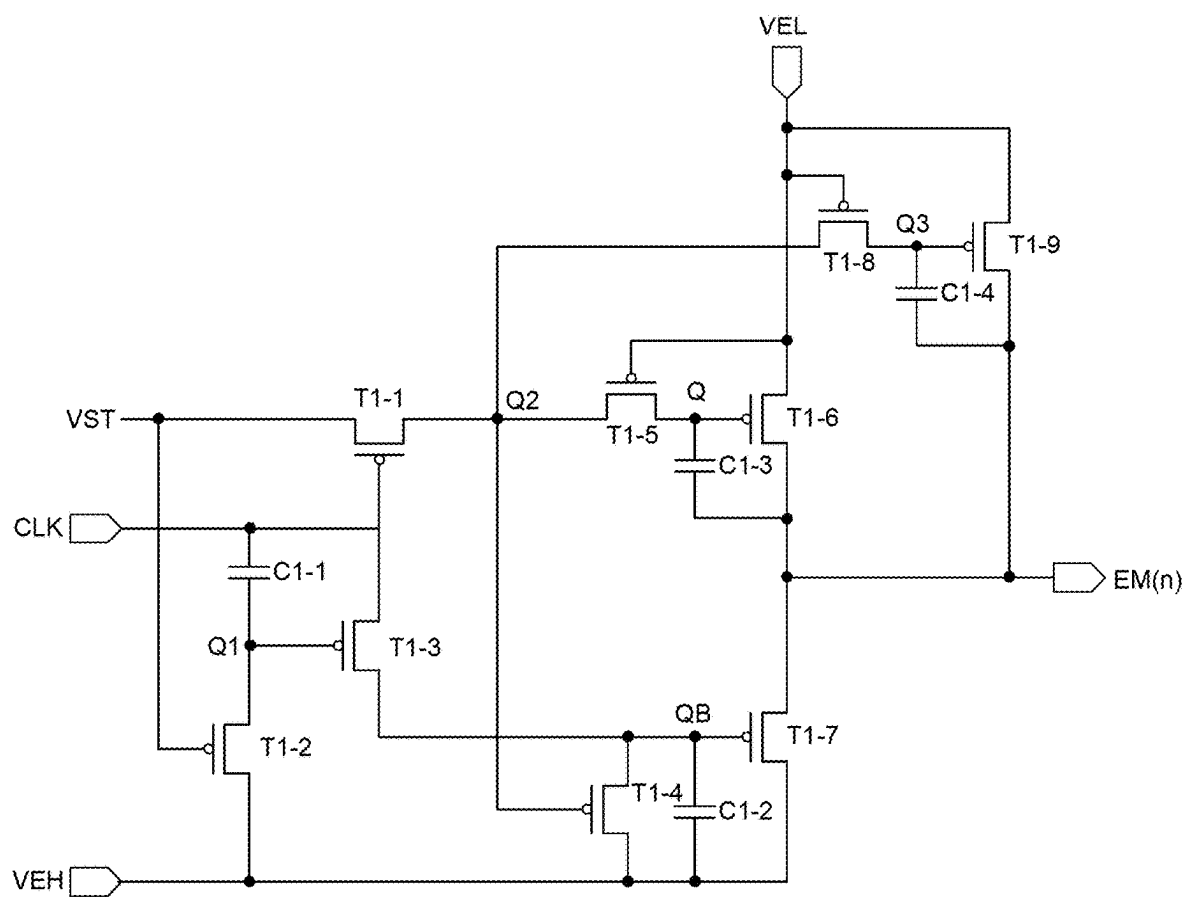 VEL
Q3
T1-9
T1-8
C1-4
T1-1
Q2
Q
VST
T1-5
T1-6
C1-3
CLK
C1-1
EM(n)
Q1
T1-3
QB
T1-2
T1-7
T1-4
C1-2
VEH